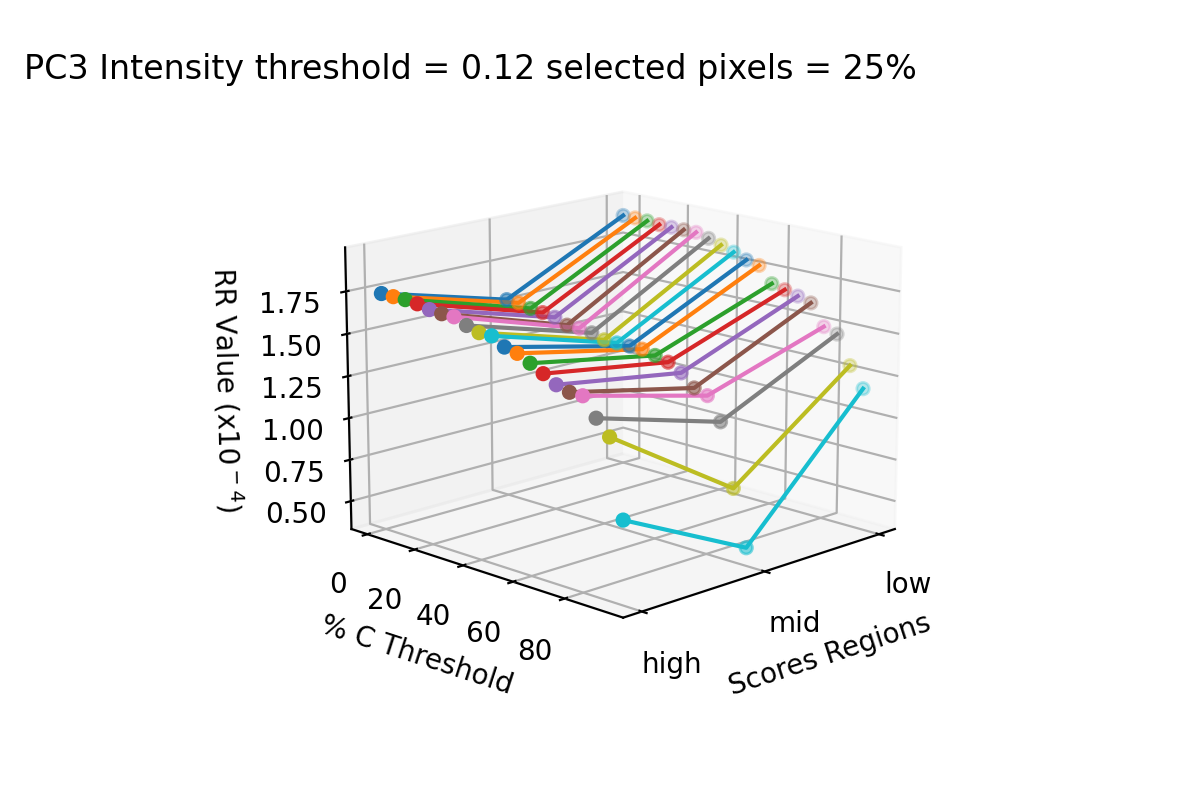 PC3 Intensity threshold = 0.12 selected pixels = 25%
RR Value (x10⁻⁴)
1.75
1.50
1.25
1.00
0.75
0.50
0
20
40
60
80
% C Threshold
high
mid
low
Scores Regions